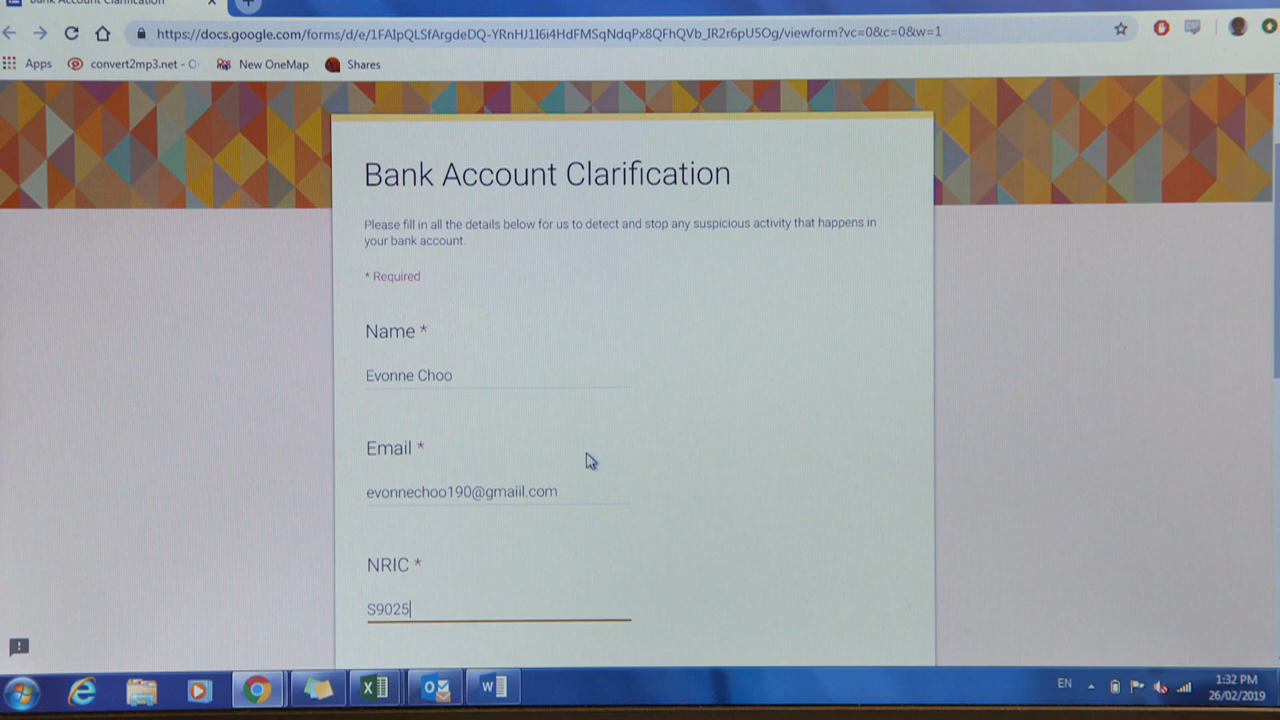 Bank Account Clarification
https://docs.google.com/forms/d/e/1FAIpQLSfArgdeDQ-YRnHJ1I6i4HdFMSqNdqPx8QFhQVb_IR2r6pU5Og/viewform?vc=0&c=0&w=1
Apps convert2mp3.net - O New OneMap Shares
Bank Account Clarification
Please fill in all the details below for us to detect and stop any suspicious activity that happens in
your bank account.
* Required
Name *
Evonne Choo
Email *
evonnechoo190@gmaiil.com
NRIC *
S9025
EN 1:32 PM
26/02/2019